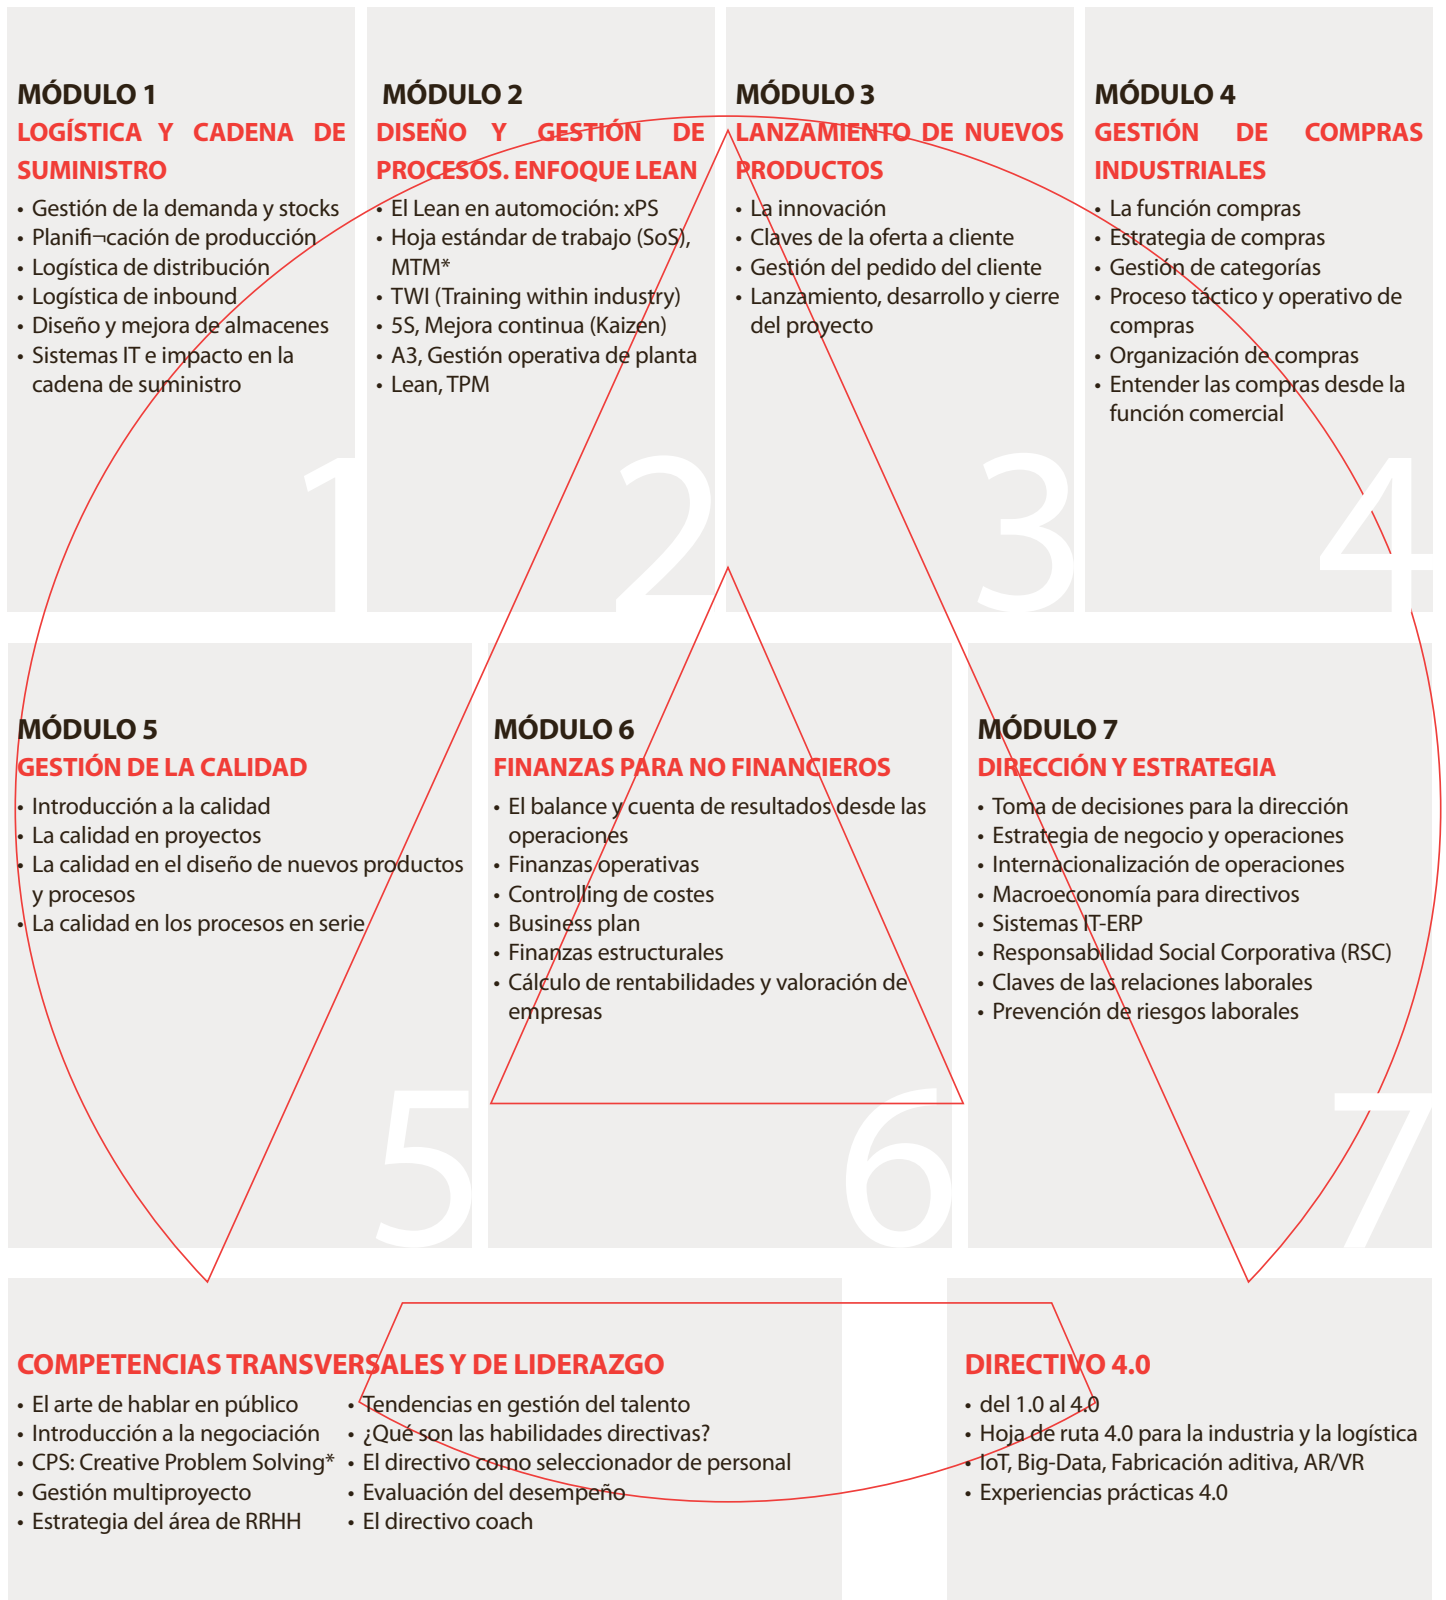 MÓDULO 1
LOGÍSTICA Y CADENA DE
SUMINISTRO
• Gestión de la demanda y stocks
• Planifi¬cación de producción
• Logística de distribución
• Logística de inbound
• Diseño y mejora de almacenes
• Sistemas IT e impacto en la
cadena de suministro
1
MÓDULO 2
DISEÑO Y GESTIÓN DE
PROCESOS. ENFOQUE LEAN
• El Lean en automoción: xPS
• Hoja estándar de trabajo (SoS),
MTM*
• TWI (Training within industry)
• 5S, Mejora continua (Kaizen)
• A3, Gestión operativa de planta
• Lean, TPM
2
MÓDULO 3
LANZAMIENTO DE NUEVOS
PRODUCTOS
• La innovación
• Claves de la oferta a cliente
• Gestión del pedido del cliente
• Lanzamiento, desarrollo y cierre
del proyecto
3
MÓDULO 4
GESTIÓN DE COMPRAS
INDUSTRIALES
• La función compras
• Estrategia de compras
• Gestión de categorías
• Proceso táctico y operativo de
compras
• Organización de compras
• Entender las compras desde la
función comercial
4
MÓDULO 5
GESTIÓN DE LA CALIDAD
• Introducción a la calidad
• La calidad en proyectos
• La calidad en el diseño de nuevos productos
y procesos
• La calidad en los procesos en serie
5
MÓDULO 6
FINANZAS PARA NO FINANCIEROS
• El balance y cuenta de resultados desde las
operaciones
• Finanzas operativas
• Controlling de costes
• Business plan
• Finanzas estructurales
• Cálculo de rentabilidades y valoración de
empresas
6
MÓDULO 7
DIRECCIÓN Y ESTRATEGIA
• Toma de decisiones para la dirección
• Estrategia de negocio y operaciones
• Internacionalización de operaciones
• Macroeconomía para directivos
• Sistemas IT-ERP
• Responsabilidad Social Corporativa (RSC)
• Claves de las relaciones laborales
• Prevención de riesgos laborales
7
COMPETENCIAS TRANSVERSALES Y DE LIDERAZGO
• El arte de hablar en público
• Introducción a la negociación
• CPS: Creative Problem Solving*
• Gestión multiproyecto
• Estrategia del área de RRHH
• Tendencias en gestión del talento
• ¿Qué son las habilidades directivas?
• El directivo como seleccionador de personal
• Evaluación del desempeño
• El directivo coach
DIRECTIVO 4.0
• del 1.0 al 4.0
• Hoja de ruta 4.0 para la industria y la logística
• IoT, Big-Data, Fabricación aditiva, AR/VR
• Experiencias prácticas 4.0